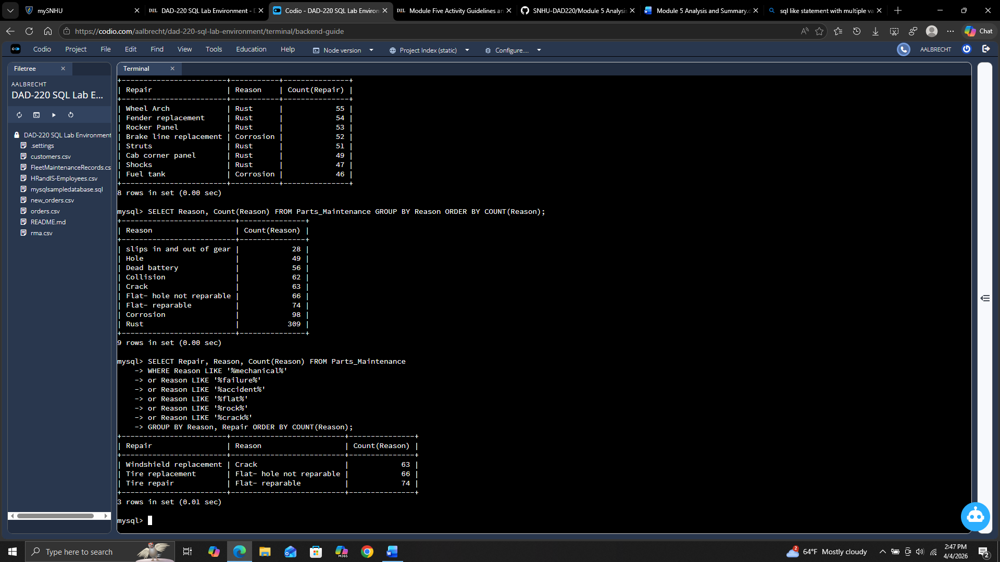 mySNHU
DAD-220 SQL Lab Environment - D
Codio - DAD-220 SQL Lab Environ
Module Five Activity Guidelines an
SNHU-DAD220/Module 5 Analysis
Module 5 Analysis and Summary.d
sql like statement with multiple va
https://codio.com/aalbrecht/dad-220-sql-lab-environment/terminal/backend-guide
Chat
Codio Project File Edit Find View Tools Education Help Node version Project Index (static) Configure.... AALBRECHT
Filetree
AALBRECHT
DAD-220 SQL Lab E...
DAD-220 SQL Lab Environment
.settings
customers.csv
FleetMaintenanceRecords.cs
HRandIS-Employees.csv
mysqlsampledatabase.sql
new_orders.csv
orders.csv
README.md
rma.csv
Terminal
+------------------------+-----------+---------------+
| Repair | Reason | Count(Repair) |
+------------------------+-----------+---------------+
| Wheel Arch | Rust | 55 |
| Fender replacement | Rust | 54 |
| Rocker Panel | Rust | 53 |
| Brake line replacement | Corrosion | 52 |
| Struts | Rust | 51 |
| Cab corner panel | Rust | 49 |
| Shocks | Rust | 47 |
| Fuel tank | Corrosion | 46 |
+------------------------+-----------+---------------+
8 rows in set (0.00 sec)
mysql> SELECT Reason, Count(Reason) FROM Parts_Maintenance GROUP BY Reason ORDER BY COUNT(Reason);
+--------------------------+---------------+
| Reason | Count(Reason) |
+--------------------------+---------------+
| slips in and out of gear | 28 |
| Hole | 49 |
| Dead battery | 56 |
| Collision | 62 |
| Crack | 63 |
| Flat- hole not reparable | 66 |
| Flat- reparable | 74 |
| Corrosion | 98 |
| Rust | 309 |
+--------------------------+---------------+
9 rows in set (0.00 sec)
mysql> SELECT Repair, Reason, Count(Reason) FROM Parts_Maintenance
-> WHERE Reason LIKE '%mechanical%'
-> or Reason LIKE '%failure%'
-> or Reason LIKE '%accident%'
-> or Reason LIKE '%flat%'
-> or Reason LIKE '%rock%'
-> or Reason LIKE '%crack%'
-> GROUP BY Reason, Repair ORDER BY COUNT(Reason);
+------------------------+--------------------------+---------------+
| Repair | Reason | Count(Reason) |
+------------------------+--------------------------+---------------+
| Windshield replacement | Crack | 63 |
| Tire replacement | Flat- hole not reparable | 66 |
| Tire repair | Flat- reparable | 74 |
+------------------------+--------------------------+---------------+
3 rows in set (0.01 sec)
mysql>
Type here to search
M365
2
64°F Mostly cloudy
2:47 PM
4/4/2026
2